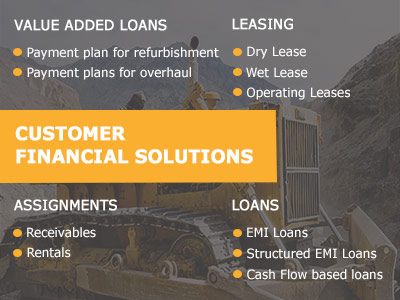 VALUE ADDED LOANS
Payment plan for refurbishment
Payment plans for overhaul
LEASING
Dry Lease
Wet Lease
Operating Leases
CUSTOMER
FINANCIAL SOLUTIONS
ASSIGNMENTS
Receivables
Rentals
LOANS
EMI Loans
Structured EMI Loans
Cash Flow based loans